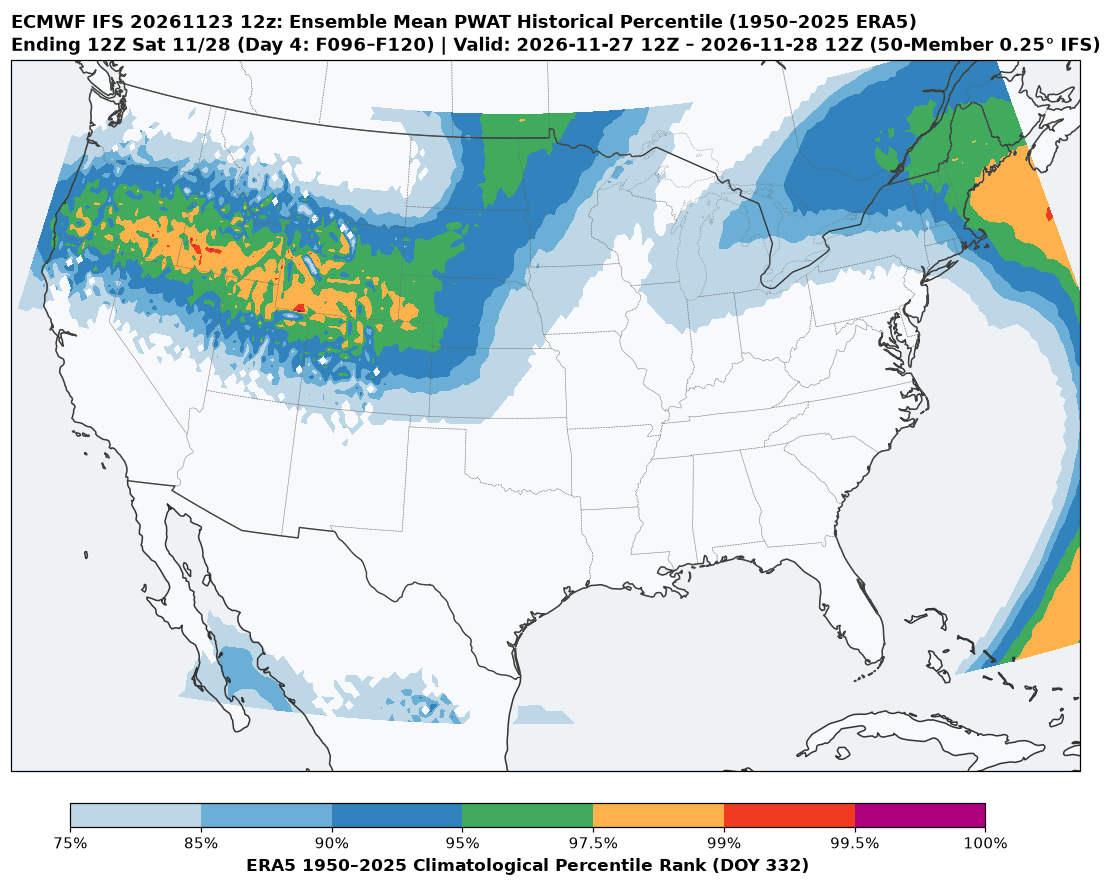 ECMWF IFS 20261123 12z: Ensemble Mean PWAT Historical Percentile (1950–2025 ERA5)
Ending 12Z Sat 11/28 (Day 4: F096–F120) | Valid: 2026-11-27 12Z – 2026-11-28 12Z (50-Member 0.25° IFS)
75% 85% 90% 95% 97.5% 99% 99.5% 100%
ERA5 1950–2025 Climatological Percentile Rank (DOY 332)